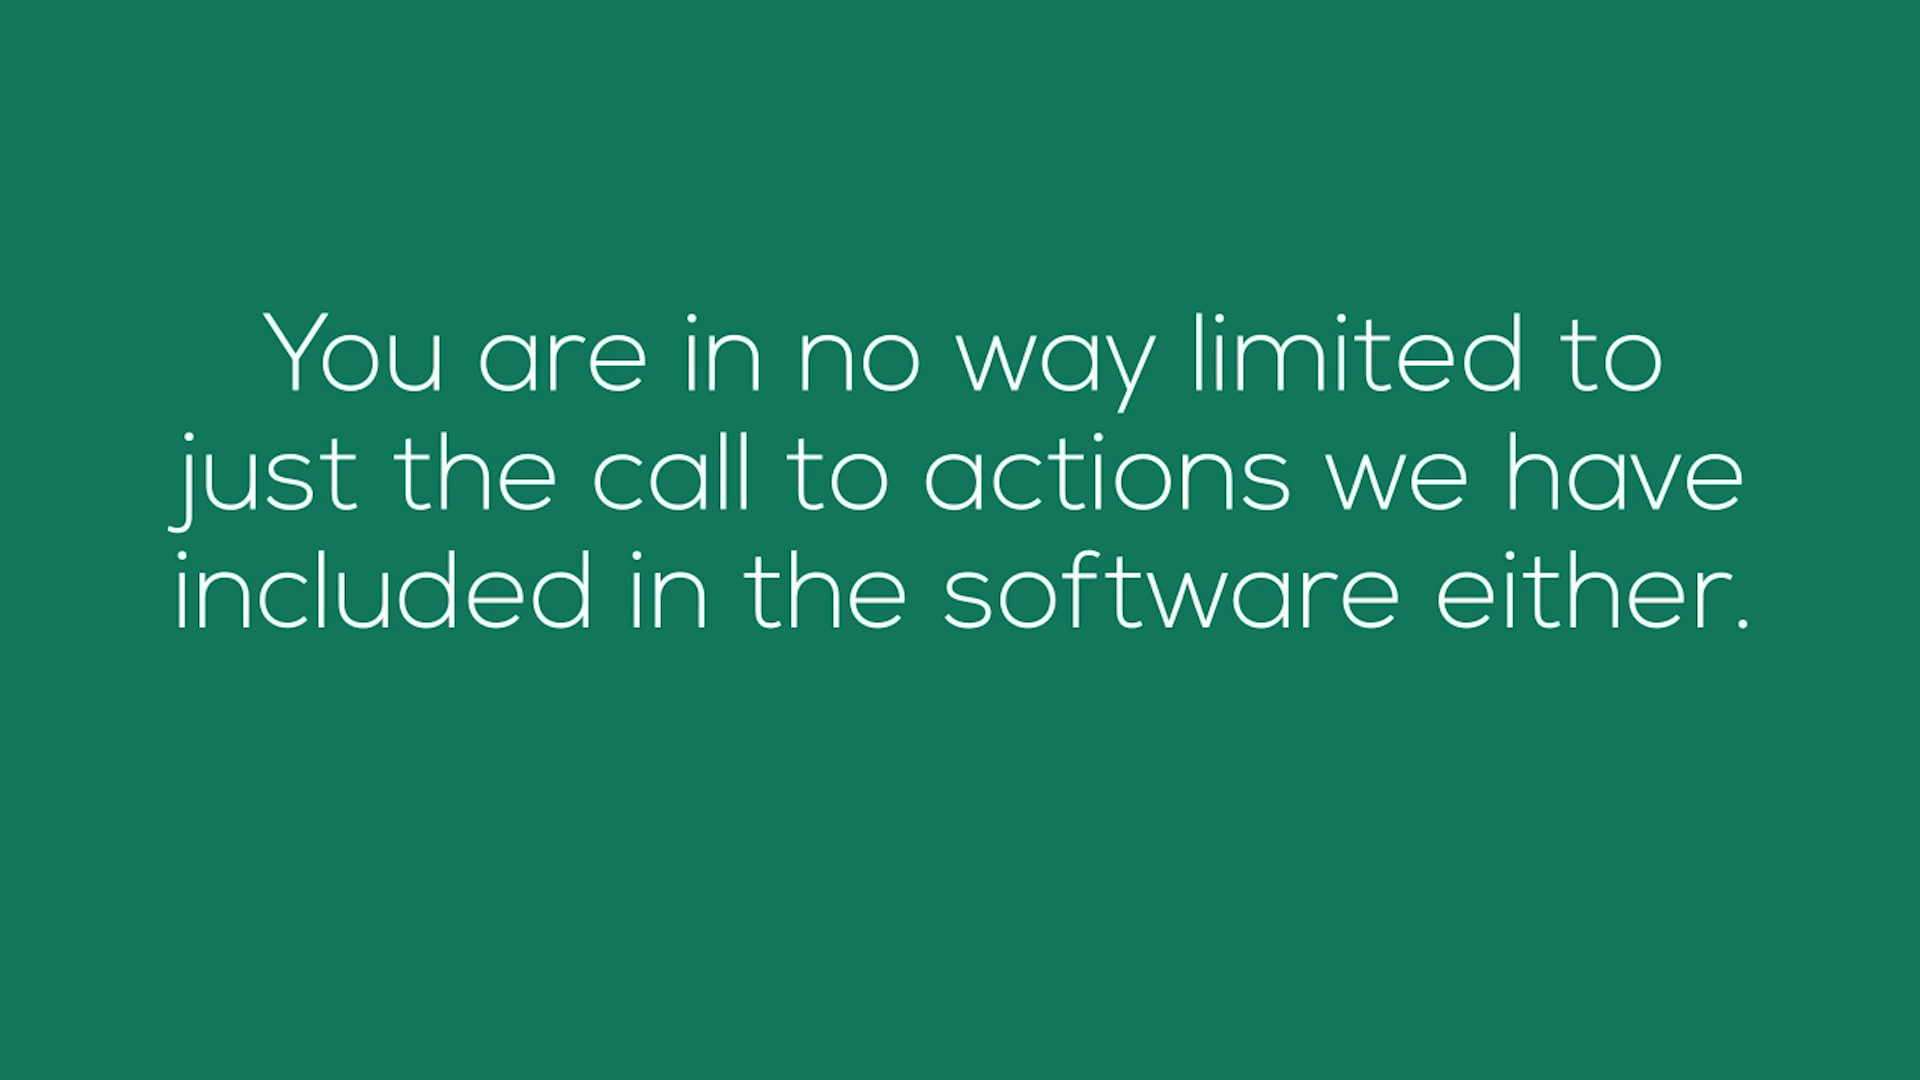 You are in no way limited to
just the call to actions we have
included in the software either.